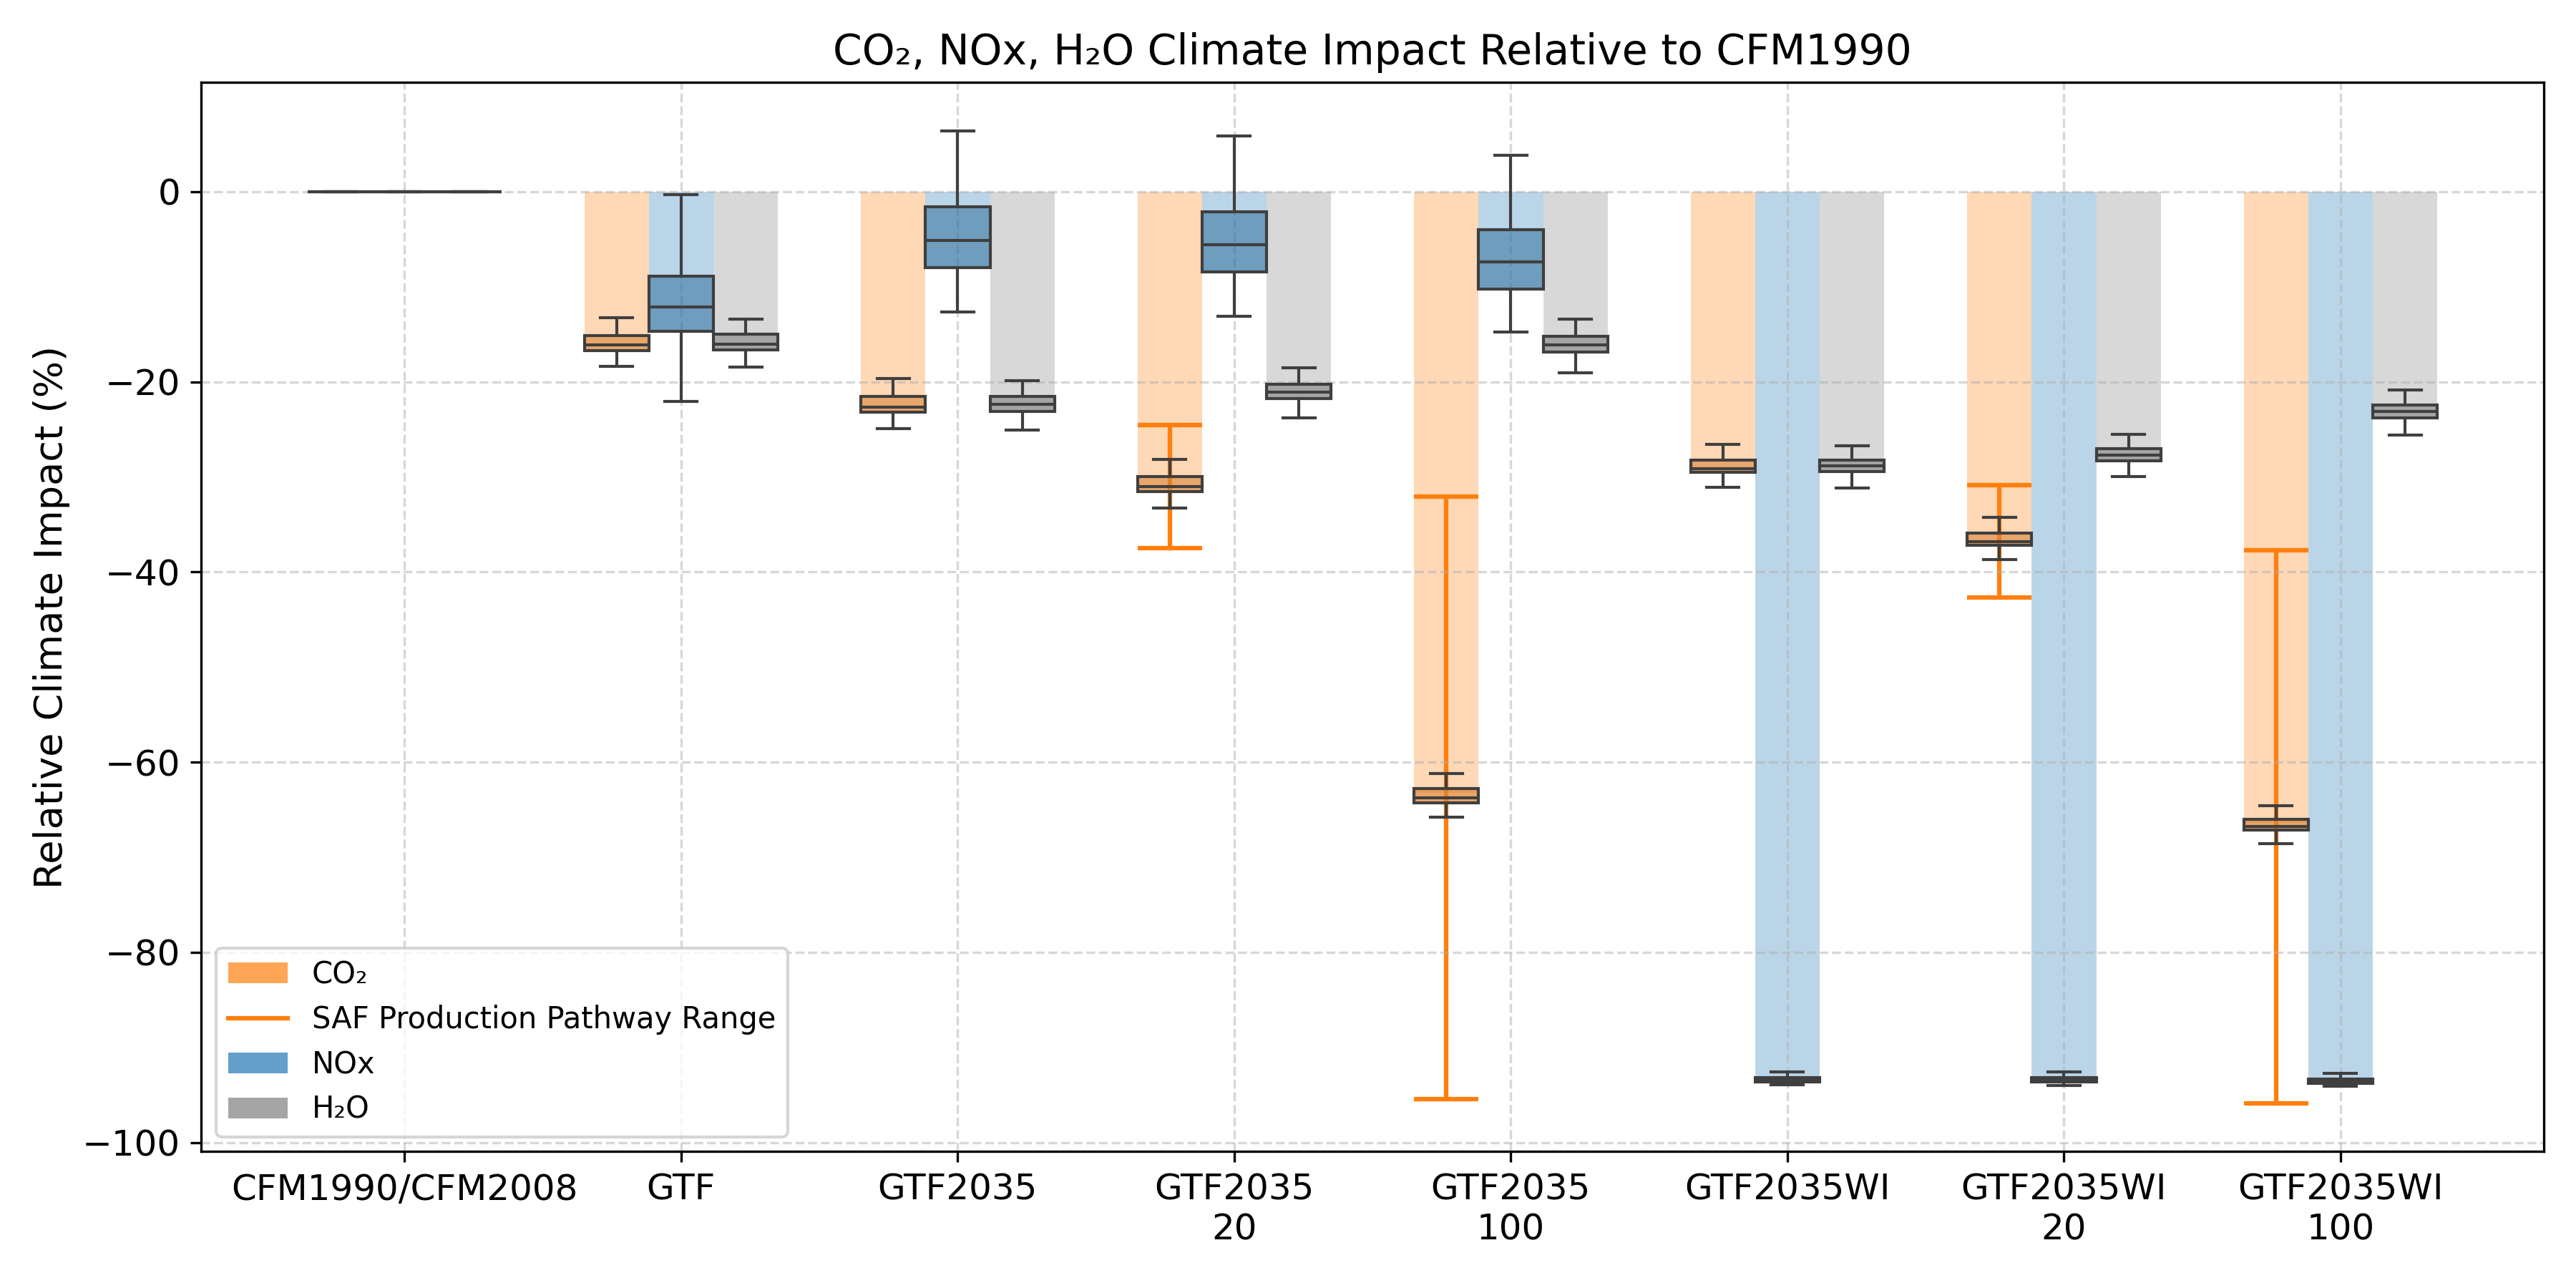 CO₂, NOx, H₂O Climate Impact Relative to CFM1990
Relative Climate Impact (%)
0
−20
−40
−60
−80
−100
CO₂
SAF Production Pathway Range
NOx
H₂O
CFM1990/CFM2008
GTF
GTF2035
GTF2035
20
GTF2035
100
GTF2035WI
GTF2035WI
20
GTF2035WI
100